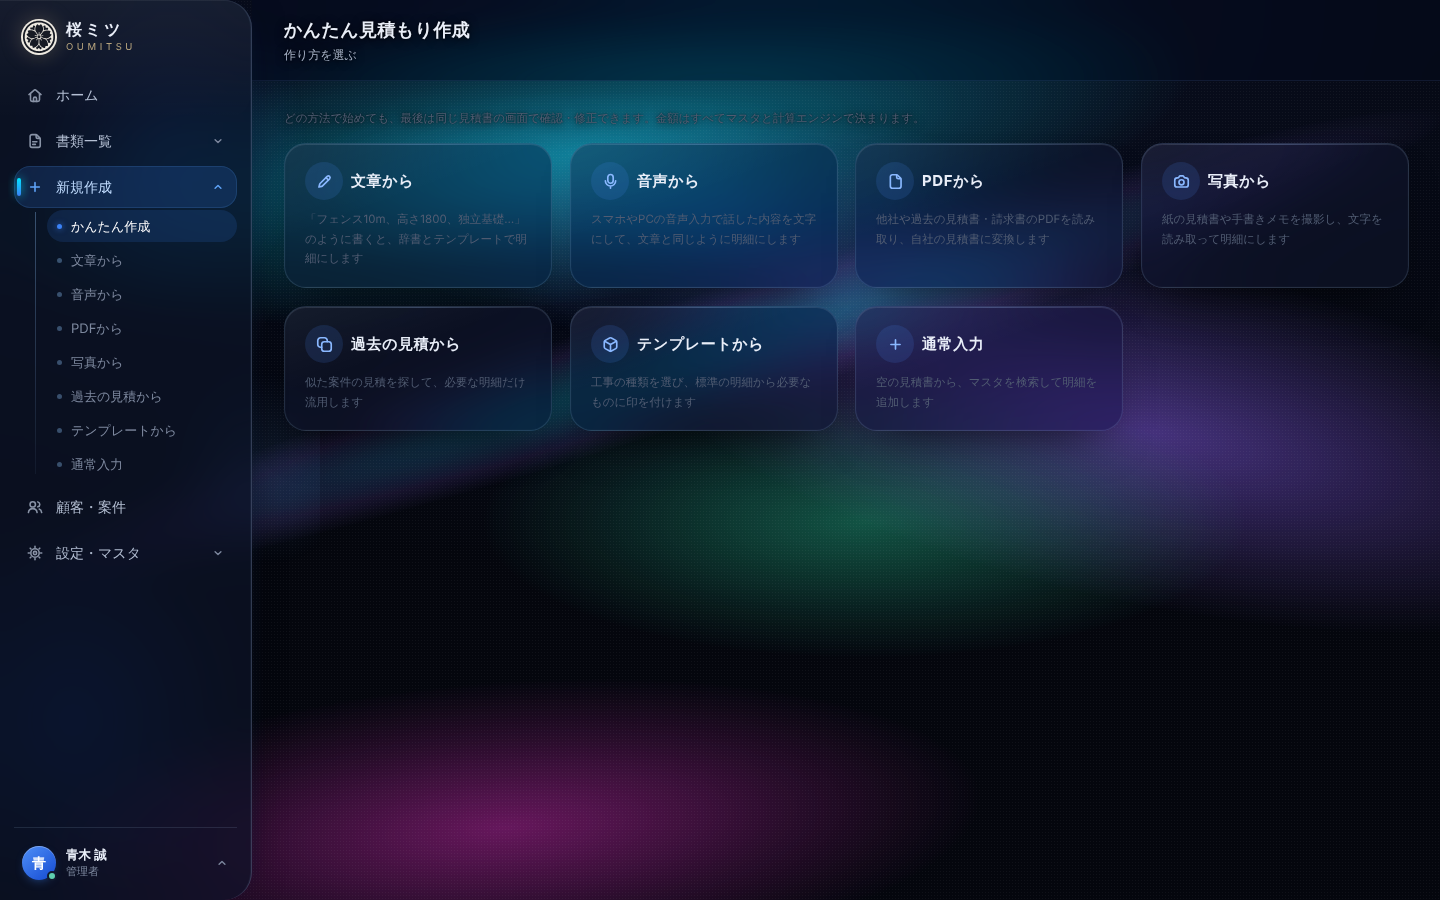 桜ミツ
OUMITSU
ホーム
書類一覧
新規作成
かんたん作成
文章から
音声から
PDFから
写真から
過去の見積から
テンプレートから
通常入力
顧客・案件
設定・マスタ
青
青木 誠
管理者
かんたん見積もり作成
作り方を選ぶ
どの方法で始めても、最後は同じ見積書の画面で確認・修正できます。金額はすべてマスタと計算エンジンで決まります。
文章から
「フェンス10m、高さ1800、独立基礎…」
のように書くと、辞書とテンプレートで明
細にします
音声から
スマホやPCの音声入力で話した内容を文字
にして、文章と同じように明細にします
PDFから
他社や過去の見積書・請求書のPDFを読み
取り、自社の見積書に変換します
写真から
紙の見積書や手書きメモを撮影し、文字を
読み取って明細にします
過去の見積から
似た案件の見積を探して、必要な明細だけ
流用します
テンプレートから
工事の種類を選び、標準の明細から必要な
ものに印を付けます
通常入力
空の見積書から、マスタを検索して明細を
追加します